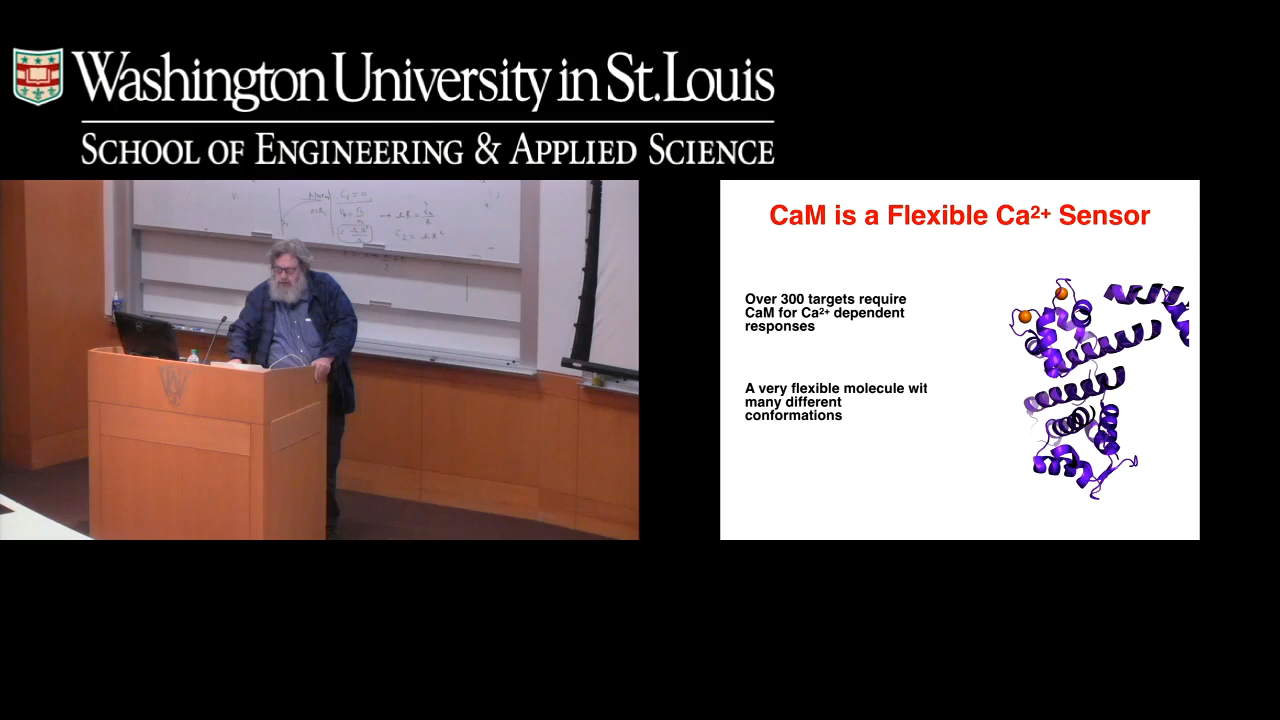 Washington University in St. Louis
SCHOOL OF ENGINEERING & APPLIED SCIENCE
CaM is a Flexible Ca2+ Sensor
Over 300 targets require
CaM for Ca2+ dependent
responses
A very flexible molecule wit
many different
conformations